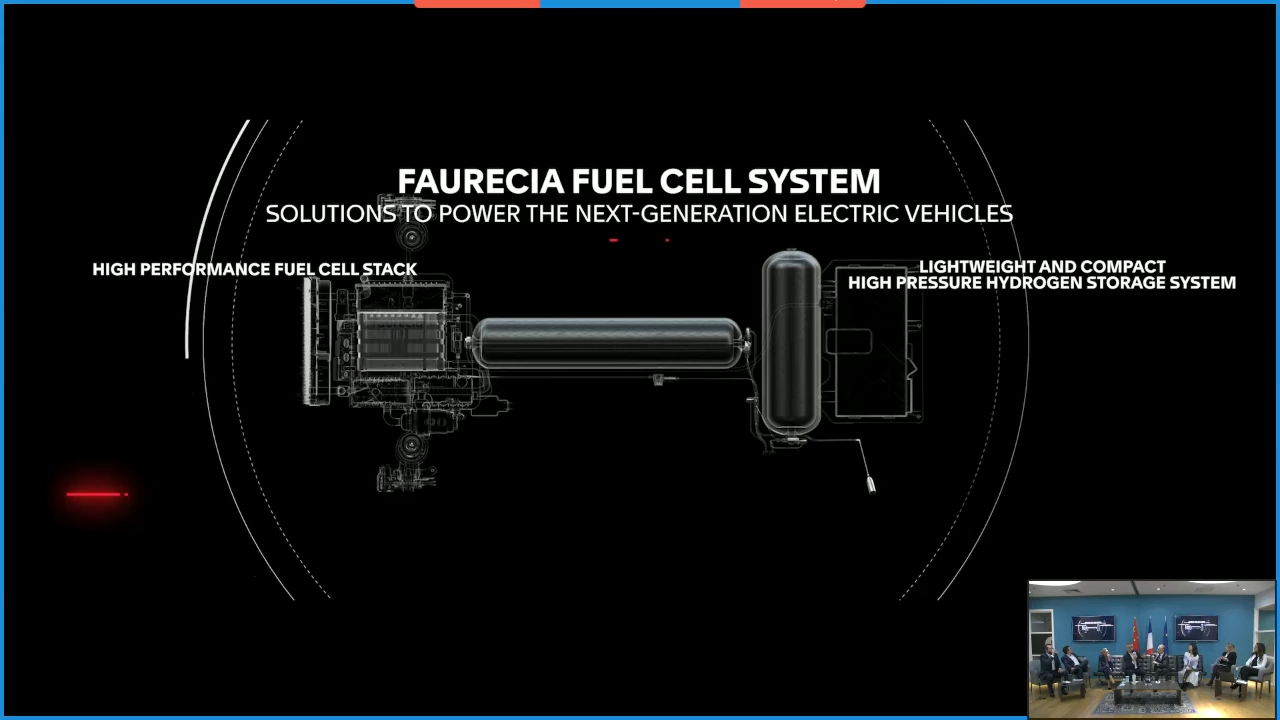 FAURECIA FUEL CELL SYSTEM
SOLUTIONS TO POWER THE NEXT-GENERATION ELECTRIC VEHICLES
HIGH PERFORMANCE FUEL CELL STACK
LIGHTWEIGHT AND COMPACT
HIGH PRESSURE HYDROGEN STORAGE SYSTEM